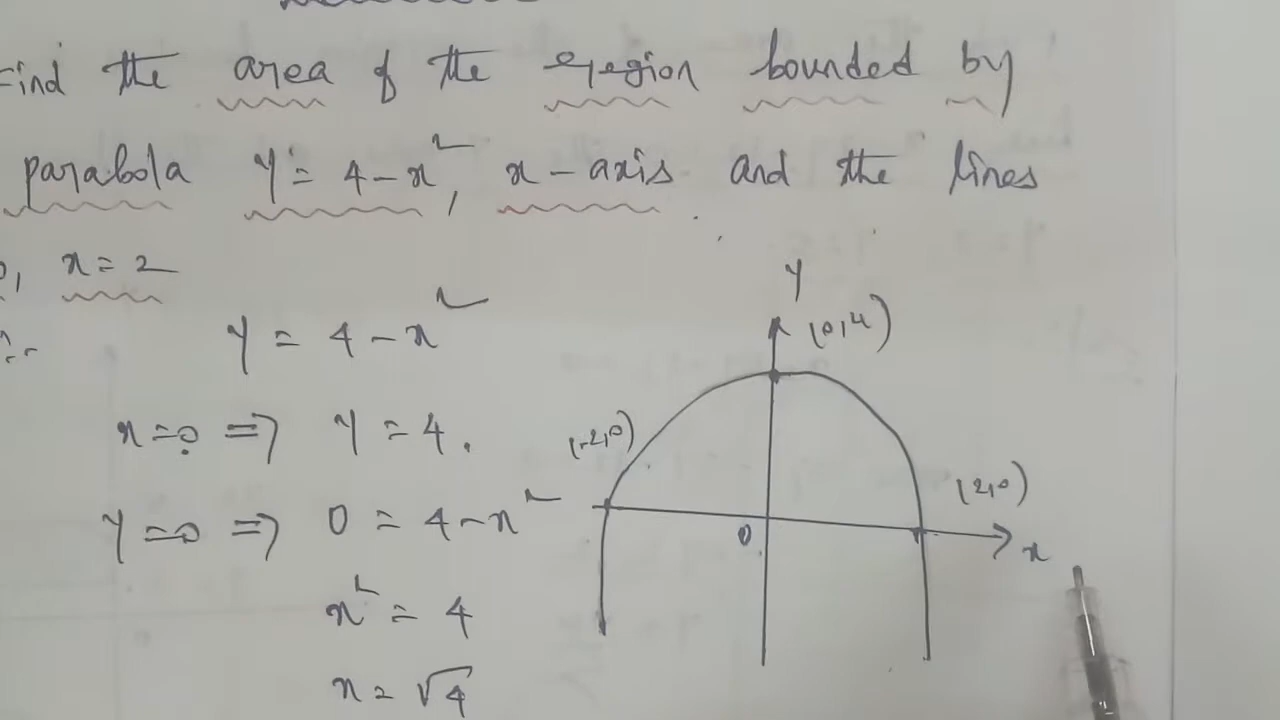 Find the area of the region bounded by
parabola y = 4 - x², x-axis and the lines
x = 2
y = 4 - x²
x = 0 ⇒ y = 4.
y = 0 ⇒ 0 = 4 - x²
x² = 4
x = √4
y
(0,4)
(-2,0)
(2,0)
0
x